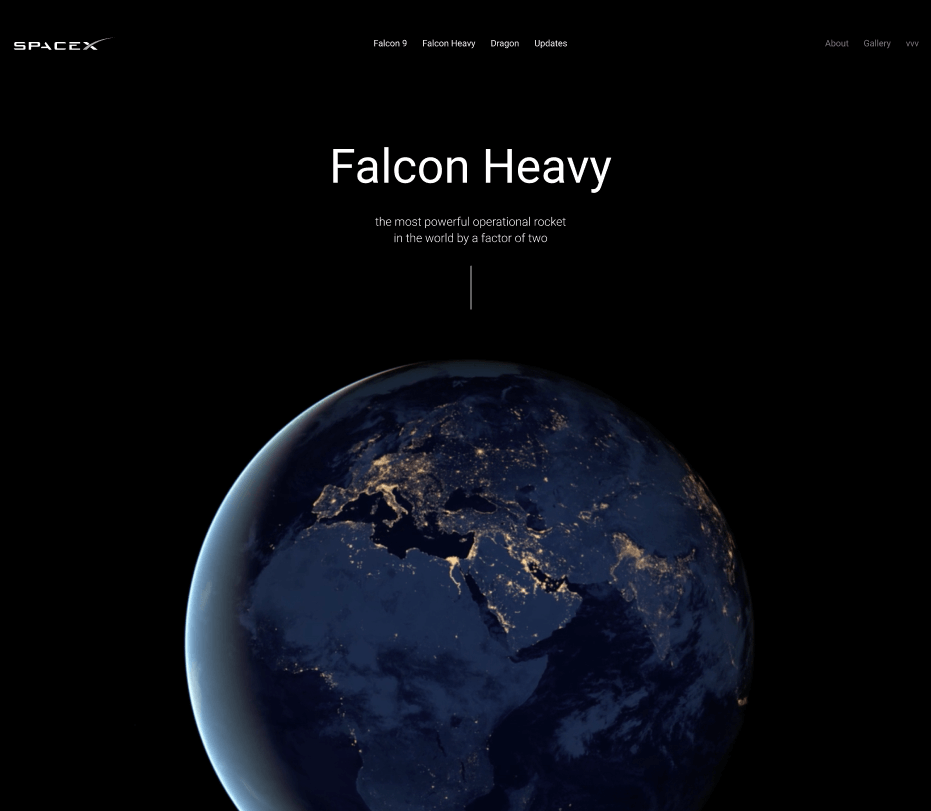 SPACEX
Falcon 9 Falcon Heavy Dragon Updates
About Gallery vvv
Falcon Heavy
the most powerful operational rocket
in the world by a factor of two